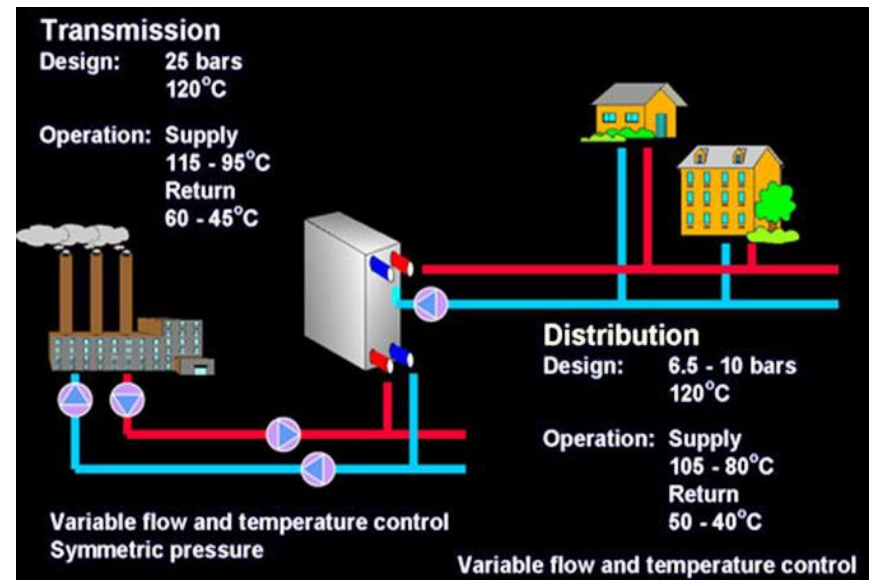 Transmission
Design: 25 bars
120°C
Operation: Supply
115 - 95°C
Return
60 - 45°C
Distribution
Design: 6.5 - 10 bars
120°C
Operation: Supply
105 - 80°C
Return
50 - 40°C
Variable flow and temperature control
Symmetric pressure
Variable flow and temperature control